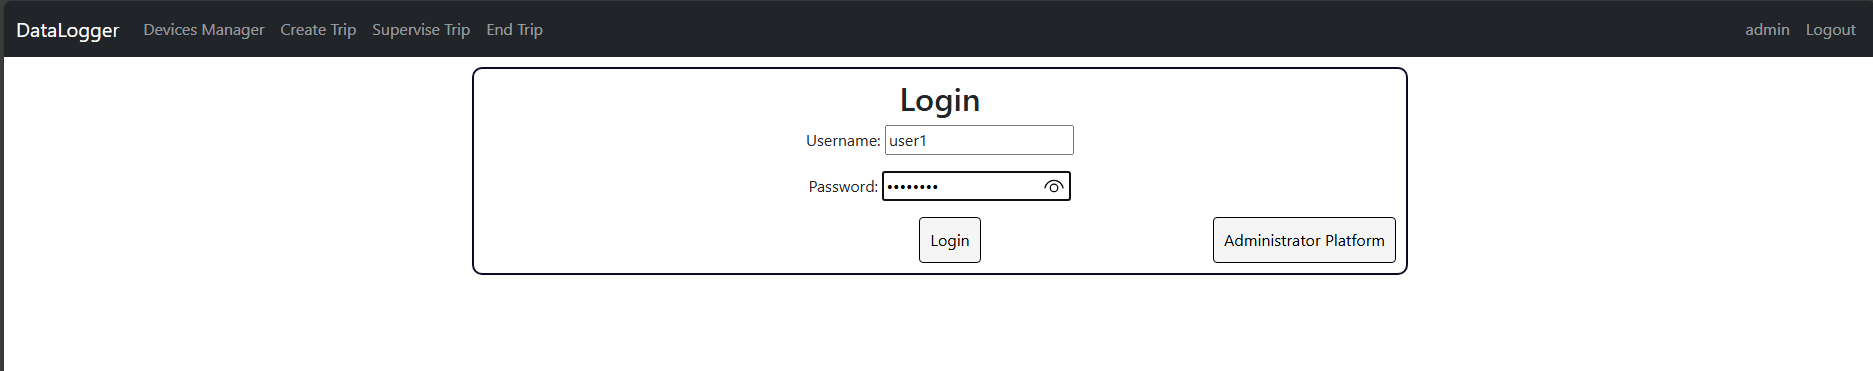 DataLogger Devices Manager Create Trip Supervise Trip End Trip admin Logout
Login
Username: user1
Password: ••••••••
Login Administrator Platform